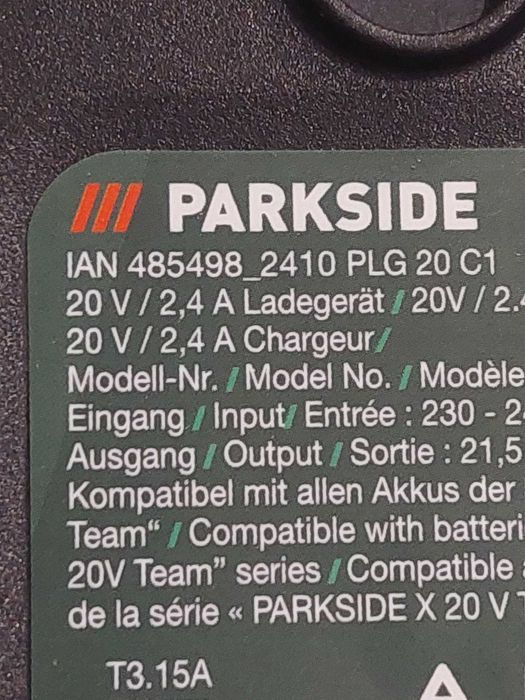 PARKSIDE
IAN 485498_2410 PLG 20 C1
20 V / 2,4 A Ladegerät / 20V / 2.
20 V / 2,4 A Chargeur/
Modell-Nr. / Model No. / Modèle
Eingang / Input/ Entrée : 230 - 2
Ausgang / Output / Sortie : 21,5
Kompatibel mit allen Akkus der
Team“ / Compatible with batteri
20V Team” series / Compatible
de la série « PARKSIDE X 20 V T
T3.15A